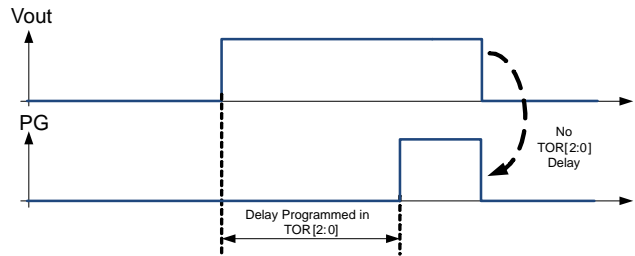 Vout
PG
No
TOR[2:0]
Delay
Delay Programmed in
TOR[2:0]